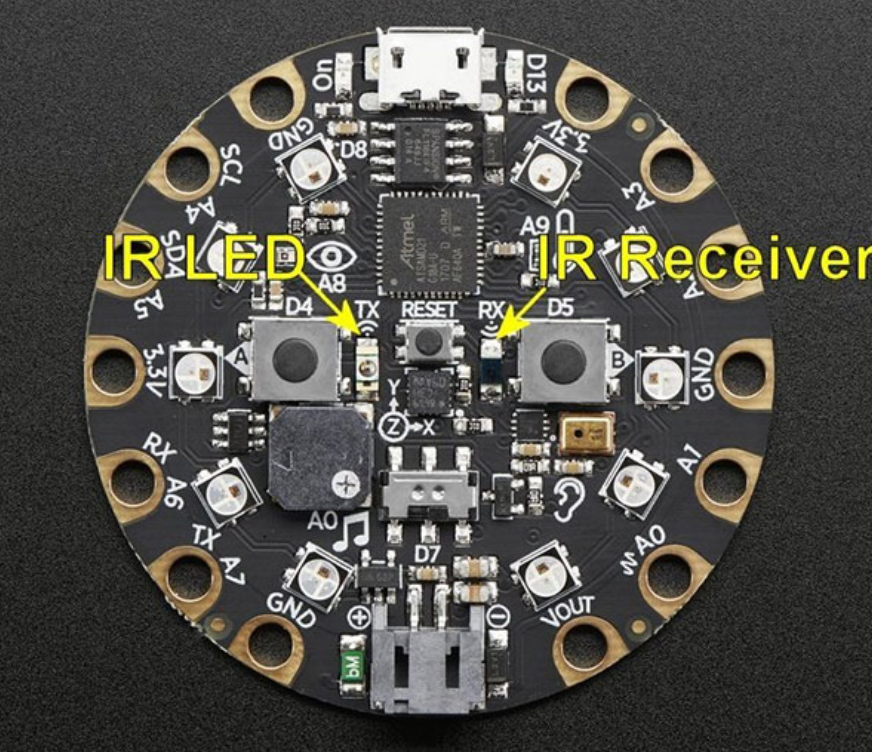 On
D13
GND
D8
3.3V
SCL
A4
A3
A9
SDA
A5
IR LED
IR Receiver
A8
Atmel
D4
TX
RESET
RX
D5
3.3V
A
B
GND
Y
Z
X
RX
A6
A1
TX
A7
A0
D7
A0
GND
VOUT